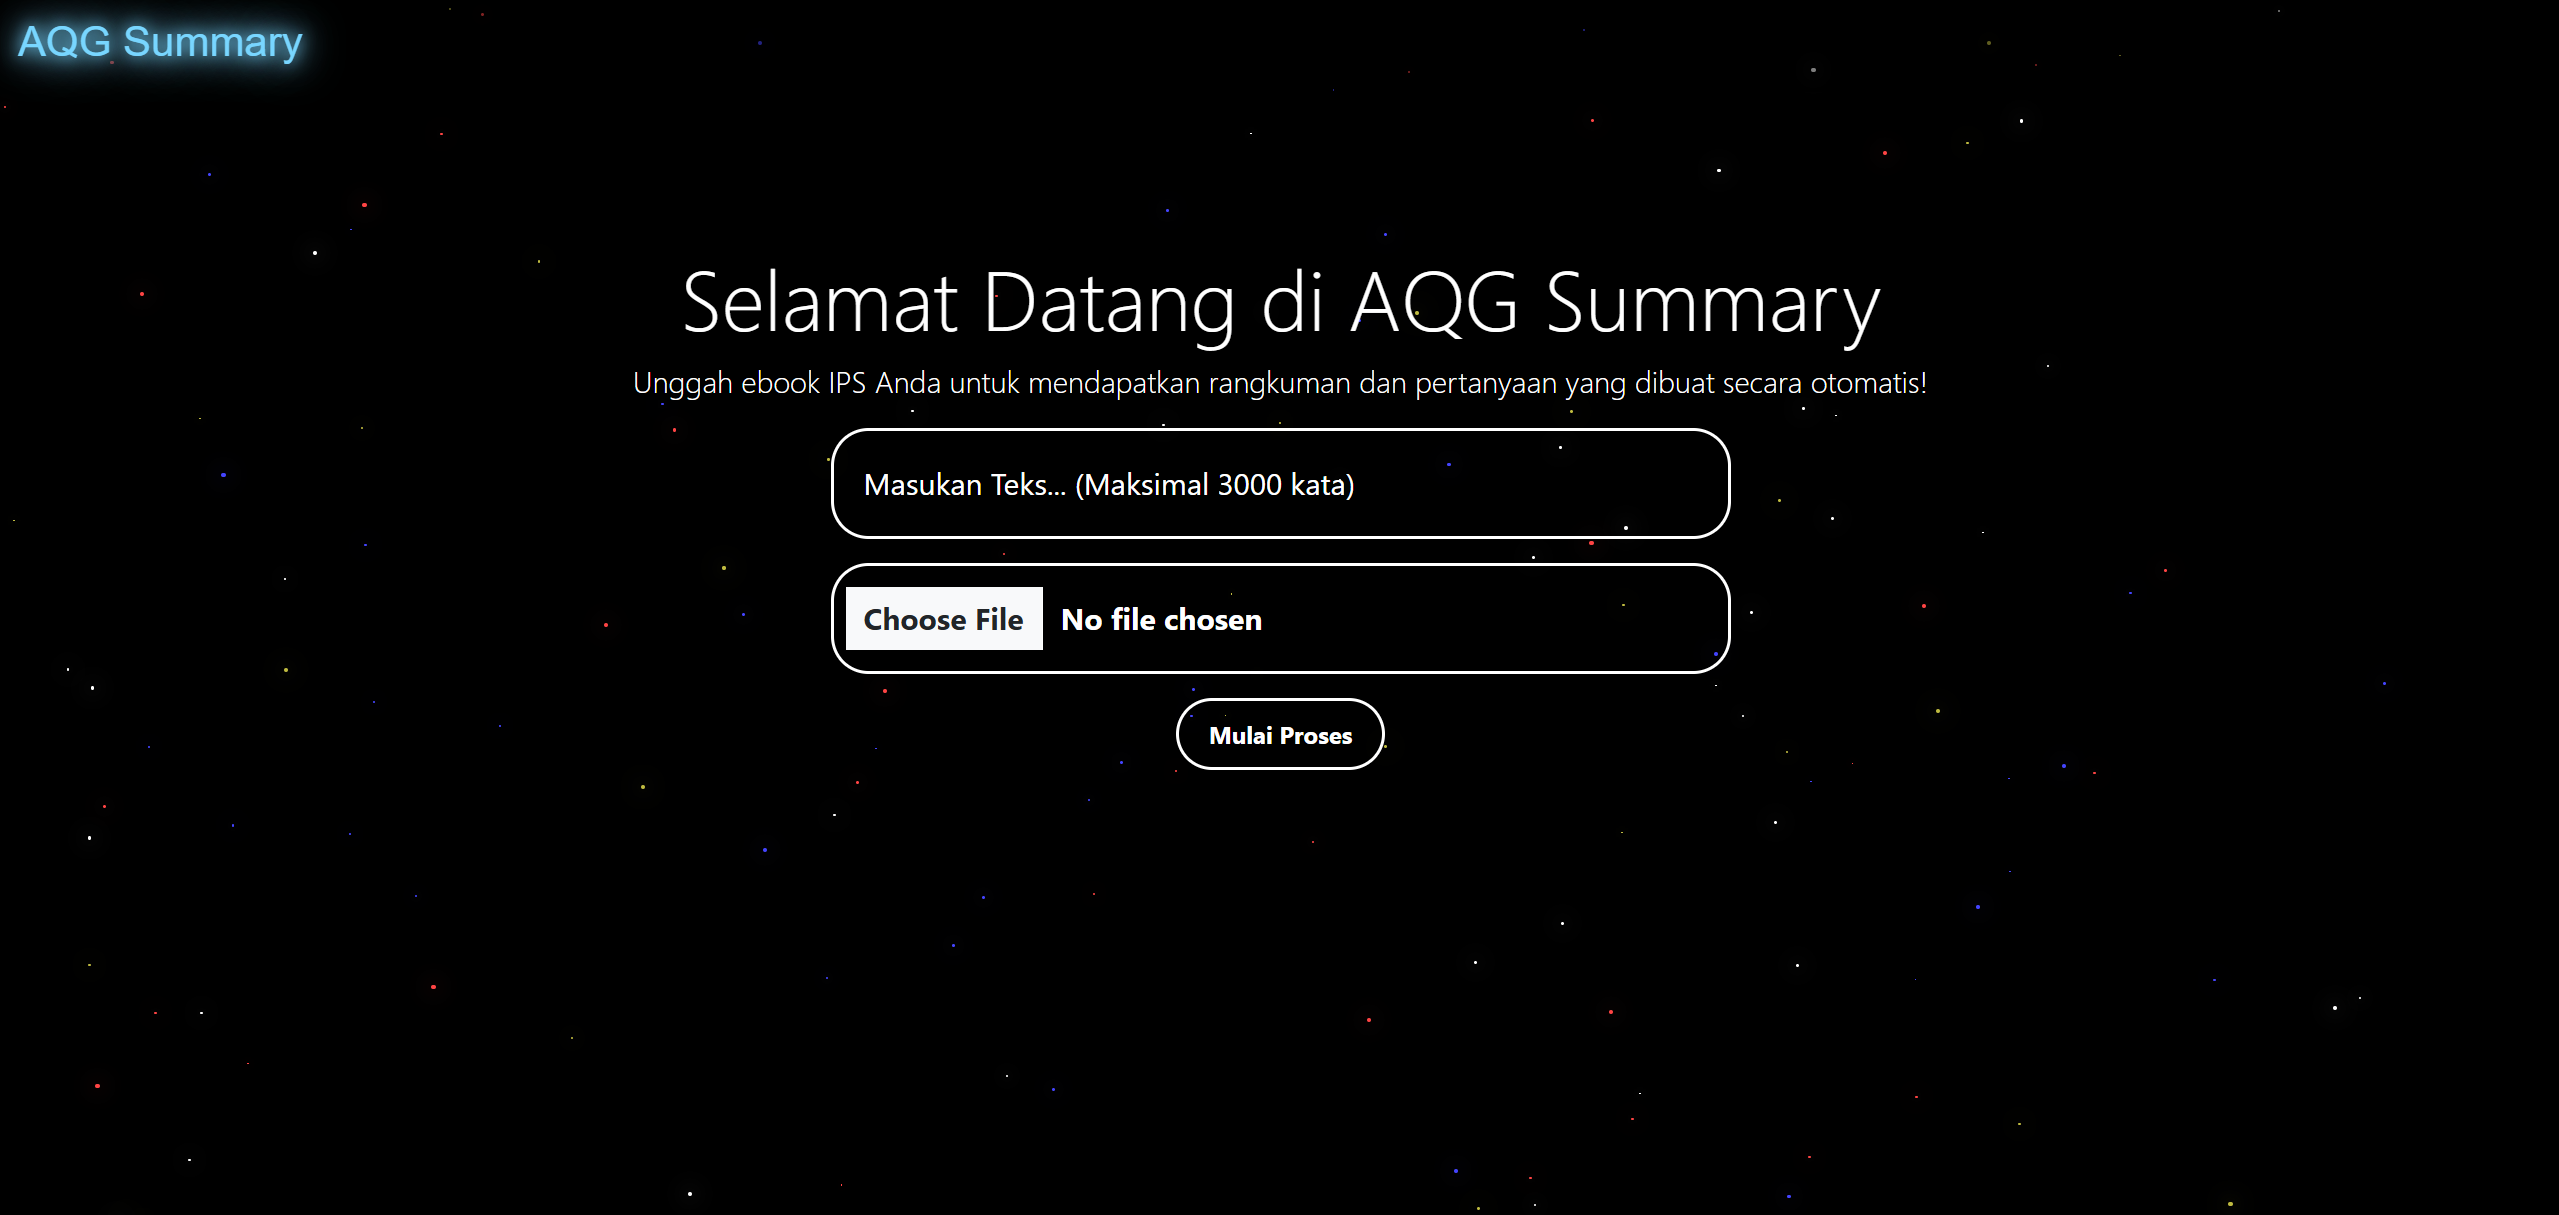 AQG Summary
Selamat Datang di AQG Summary
Unggah ebook IPS Anda untuk mendapatkan rangkuman dan pertanyaan yang dibuat secara otomatis!
Masukan Teks... (Maksimal 3000 kata)
Choose File No file chosen
Mulai Proses